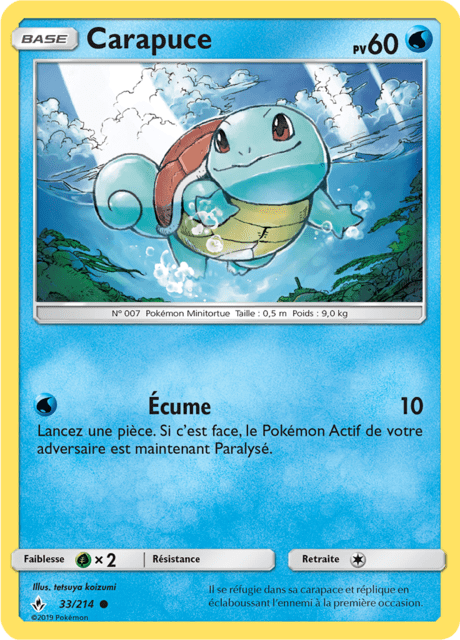 BASE Carapuce PV60
N° 007 Pokémon Minitortue Taille : 0,5 m Poids : 9,0 kg
Écume 10
Lancez une pièce. Si c'est face, le Pokémon Actif de votre
adversaire est maintenant Paralysé.
Faiblesse ×2 Résistance Retraite
Illus. tetsuya koizumi
33/214
©2019 Pokémon
Il se réfugie dans sa carapace et réplique en
éclaboussant l'ennemi à la première occasion.